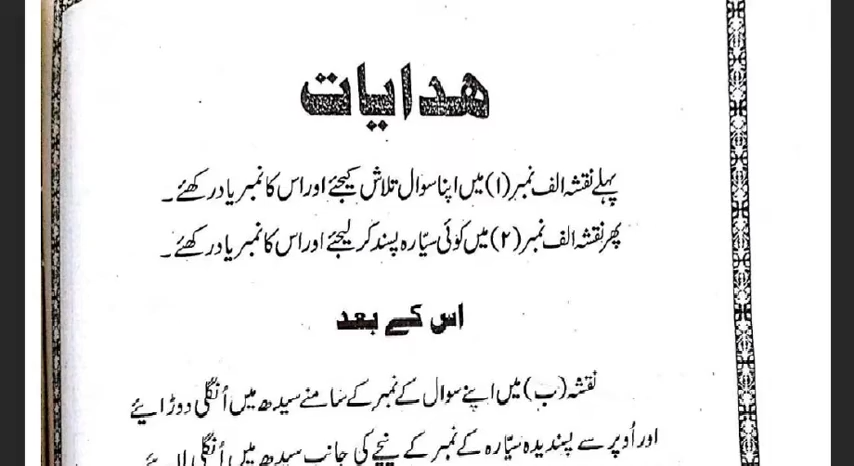 ھدایات
پہلے نقشہ الف نمبر (۱) میں اپنا سوال تلاش کیجئے اور اس کا نمبر یاد رکھئے۔
پھر نقشہ الف نمبر (۲) میں کوئی سیّارہ پسند کر لیجئے اور اس کا نمبر یاد رکھئے۔
اس کے بعد
نقشہ (ب) میں اپنے سوال کے نمبر کے سامنے سیدھ میں اُنگلی دوڑایئے
اور اُوپر سے پسندیدہ سیّارہ کے نمبر کے نیچے کی جانب سیدھ میں اُنگلی لایئے